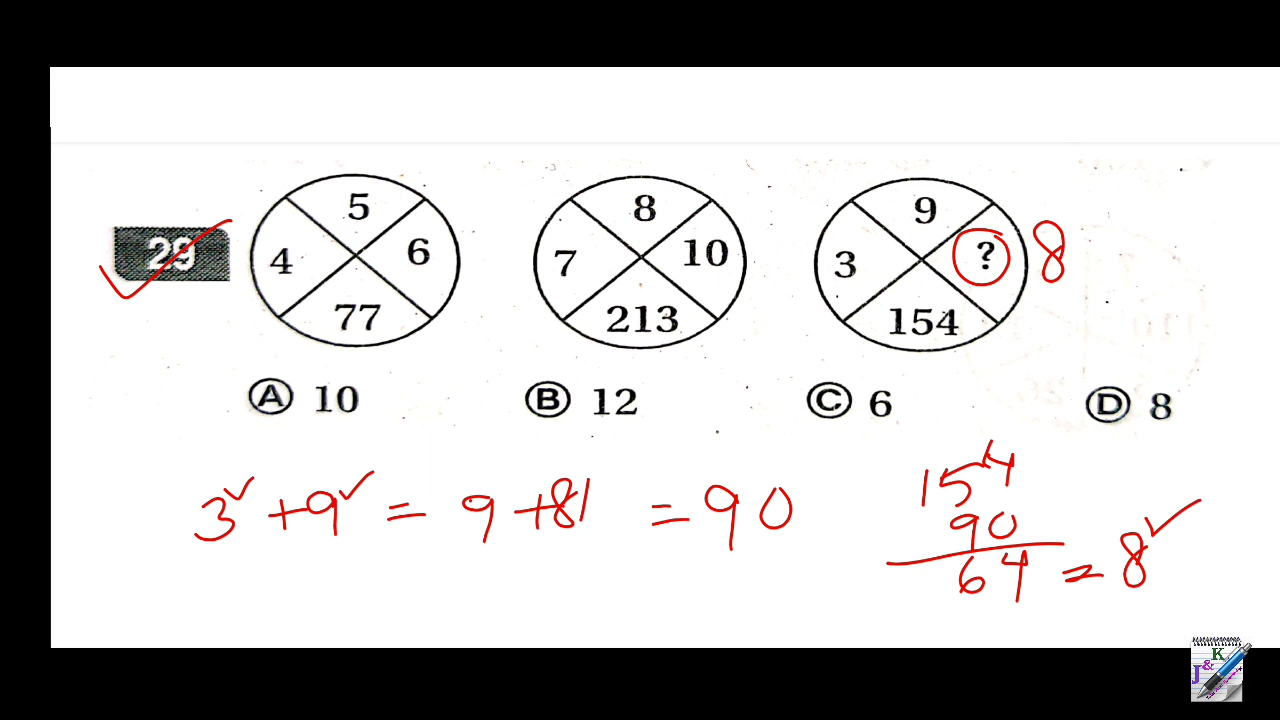 29
5
4 6
77
8
7 10
213
9
3 ? 8
154
Ⓐ 10 Ⓑ 12 Ⓒ 6 Ⓓ 8
3² + 9² = 9 + 81 = 90
154
90
64 = 8²
J&K